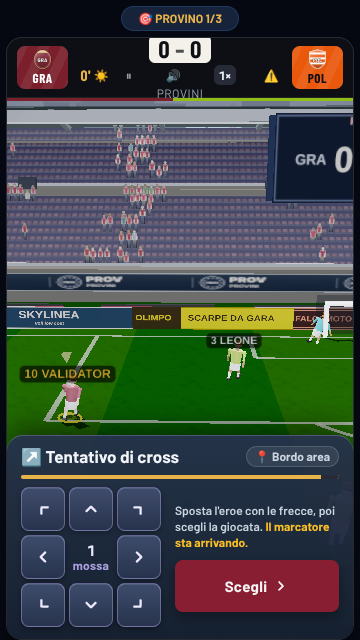 🎯 PROVINO 1/3
GRA
0' ☀️
0 - 0
1×
⚠️
POL
PROVINI
GRA 0
PROV
PROV
SKYLINEA
OLIMPO
SCARPE DA GARA
MOTO
3 LEONE
10 VALIDATOR
↗️ Tentativo di cross
📍 Bordo area
1
mossa
Sposta l'eroe con le frecce, poi
scegli la giocata. Il marcatore
sta arrivando.
Scegli >